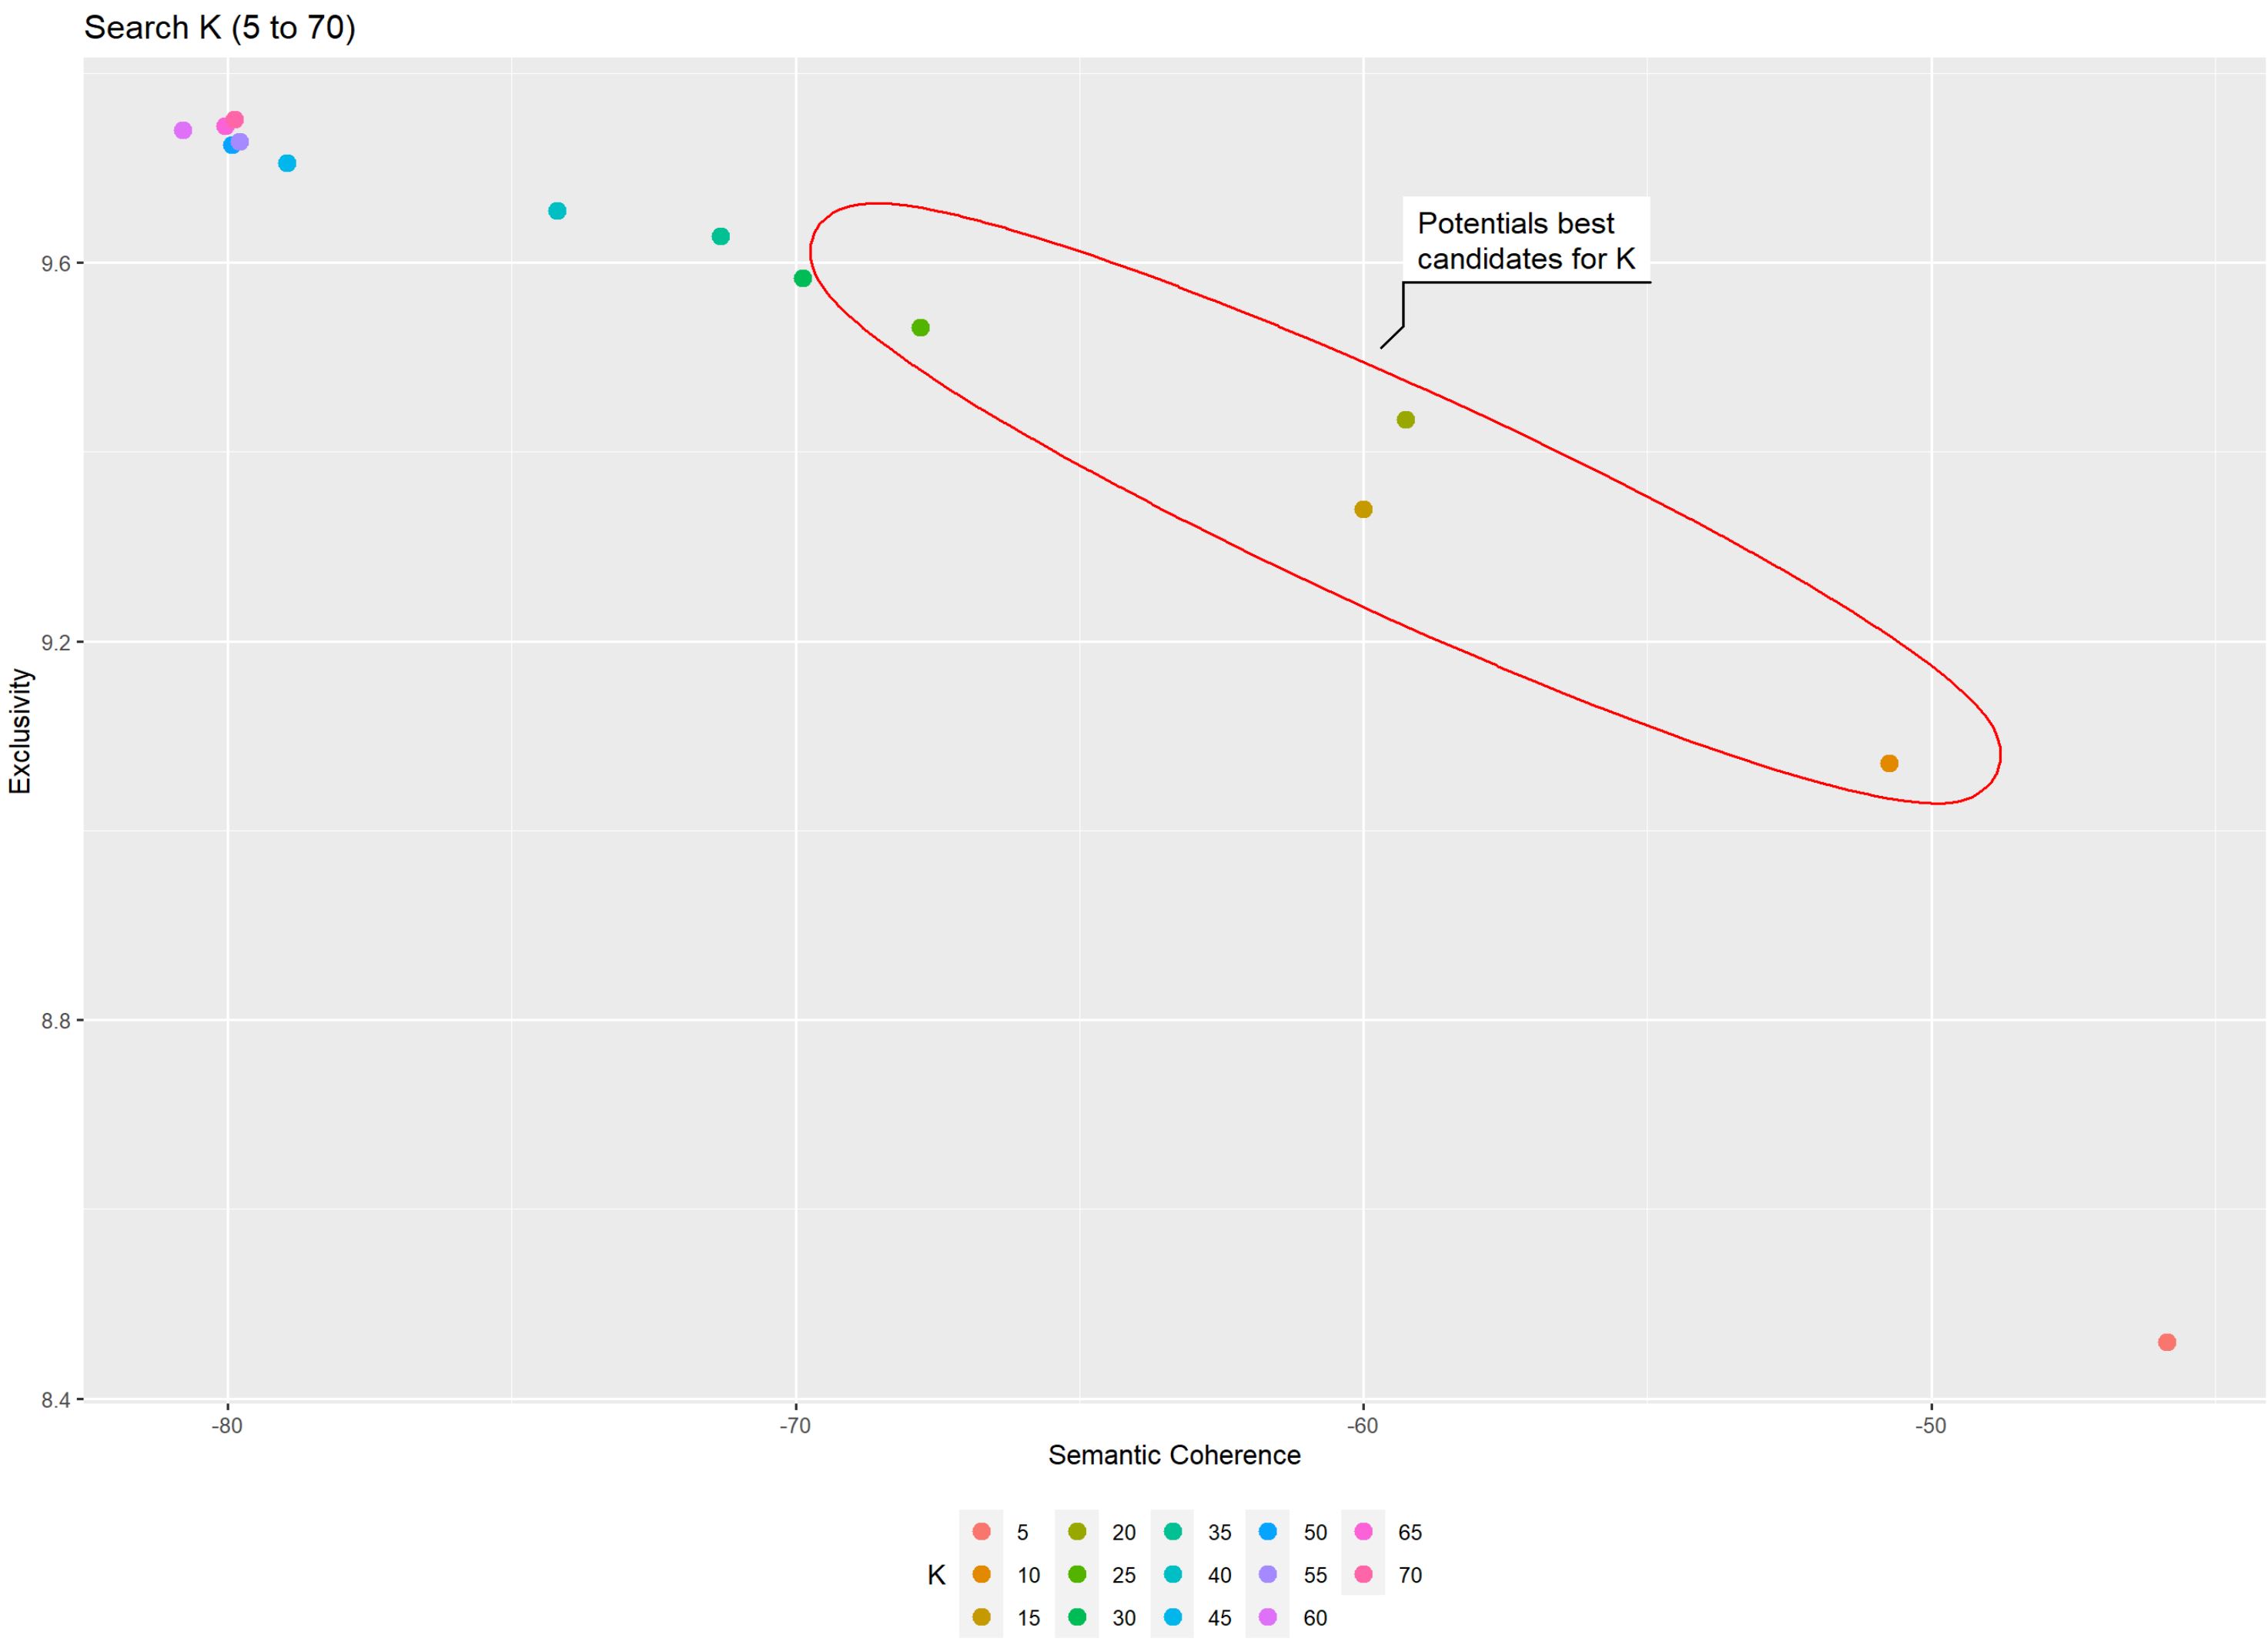 Search K (5 to 70)
Potentials best
candidates for K
9.6
9.2
8.8
8.4
Exclusivity
-80 -70 -60 -50
Semantic Coherence
K
5 20 35 50 65
10 25 40 55 70
15 30 45 60